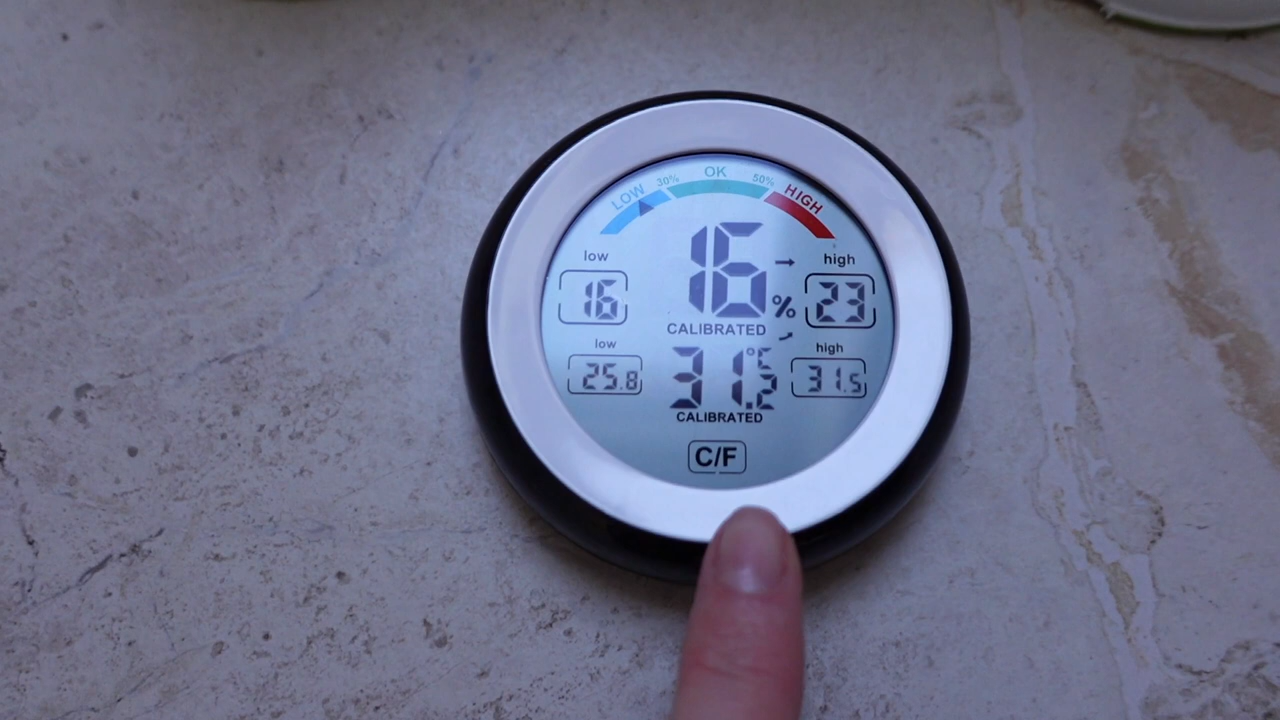 LOW 30% OK 50% HIGH
low high
16 16 % 23
CALIBRATED
low high
25.8 31.2 31.5
CALIBRATED
C/F